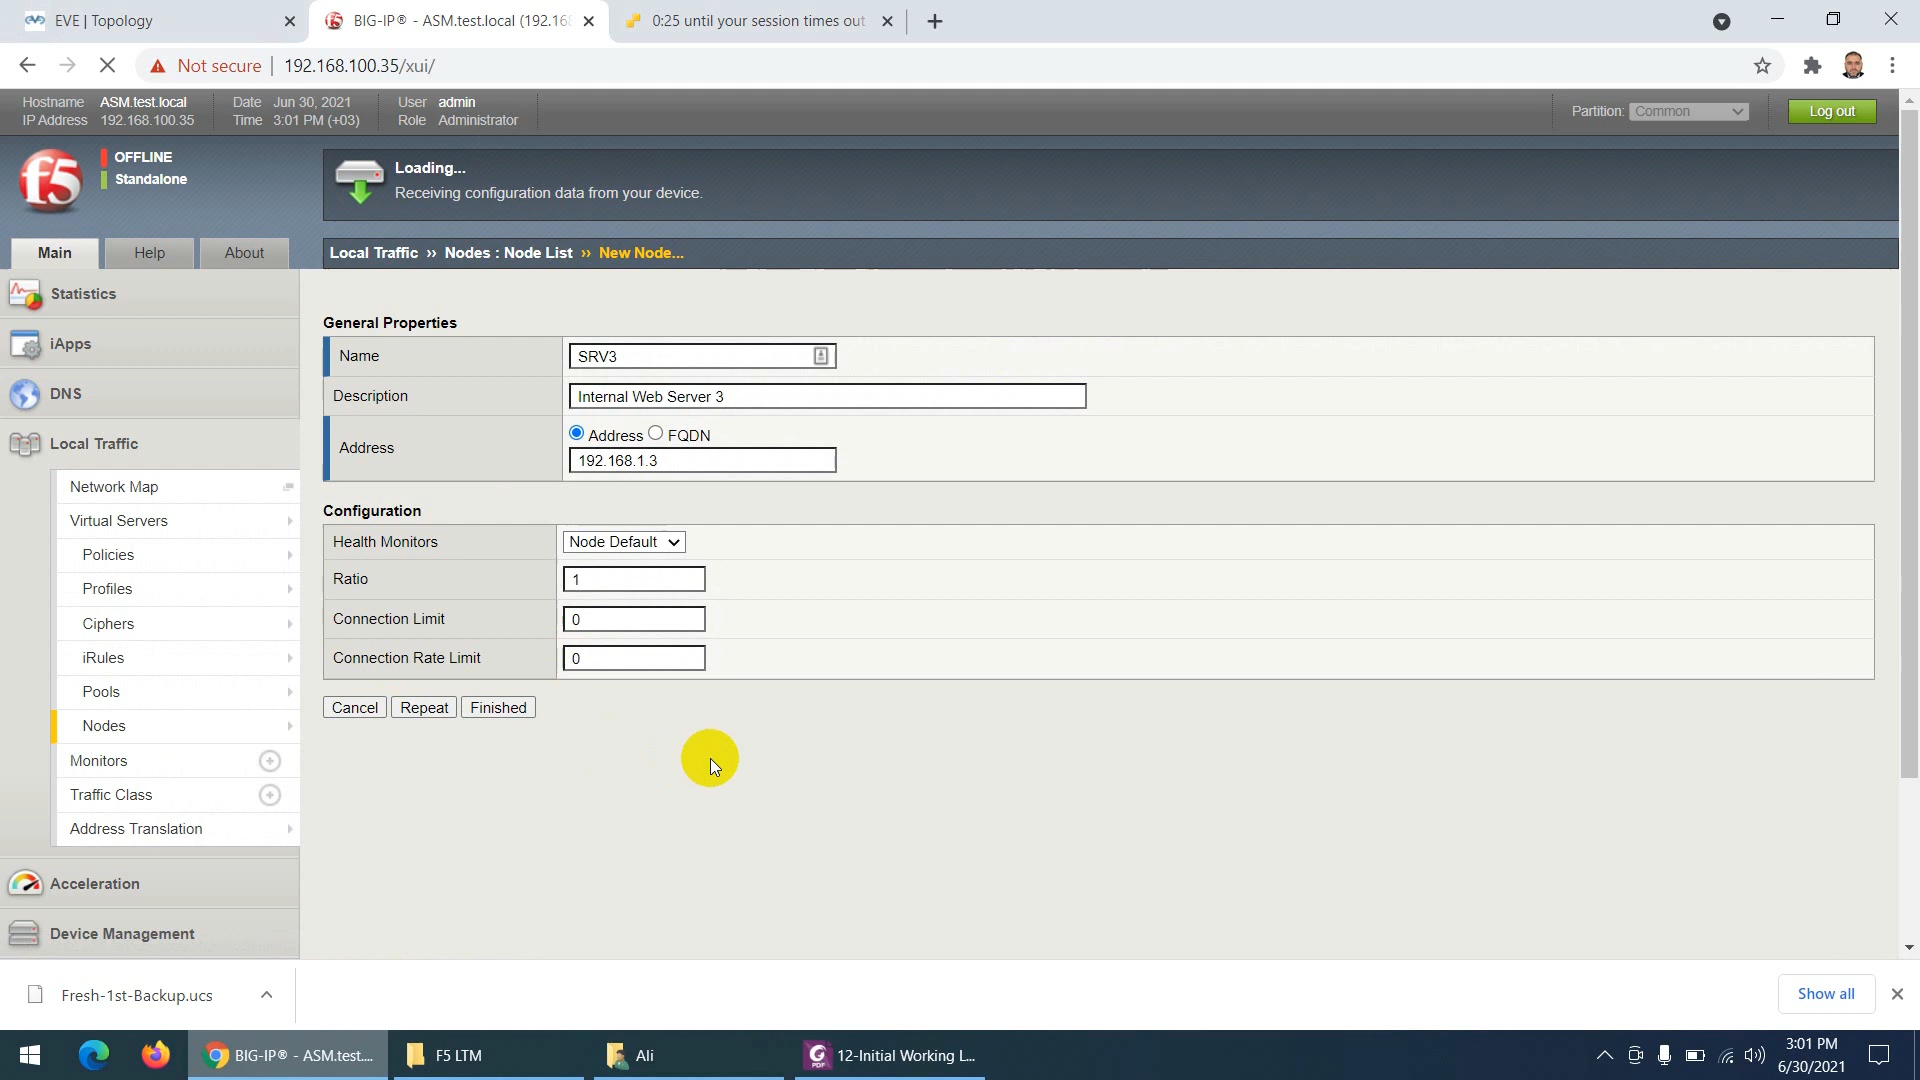 EVE | Topology
BIG-IP® - ASM.test.local (192.168
0:25 until your session times out
Not secure
192.168.100.35/xui/
Hostname ASM.test.local
IP Address 192.168.100.35
Date Jun 30, 2021
Time 3:01 PM (+03)
User admin
Role Administrator
Partition: Common
Log out
f5
OFFLINE
Standalone
Loading...
Receiving configuration data from your device.
Main
Help
About
Local Traffic ›› Nodes : Node List ›› New Node...
Statistics
iApps
DNS
Local Traffic
Network Map
Virtual Servers
Policies
Profiles
Ciphers
iRules
Pools
Nodes
Monitors
Traffic Class
Address Translation
Acceleration
Device Management
General Properties
Name SRV3
Description Internal Web Server 3
Address Address FQDN
192.168.1.3
Configuration
Health Monitors Node Default
Ratio 1
Connection Limit 0
Connection Rate Limit 0
Cancel Repeat Finished
Fresh-1st-Backup.ucs
Show all
BIG-IP® - ASM.test....
F5 LTM
Ali
PDF
12-Initial Working L...
3:01 PM
6/30/2021